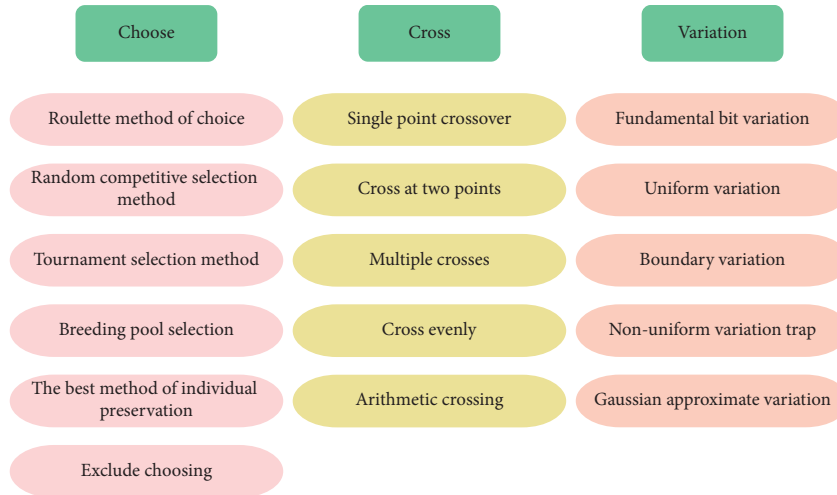 Choose
Cross
Variation
Roulette method of choice
Single point crossover
Fundamental bit variation
Random competitive selection
method
Cross at two points
Uniform variation
Tournament selection method
Multiple crosses
Boundary variation
Breeding pool selection
Cross evenly
Non-uniform variation trap
The best method of individual
preservation
Arithmetic crossing
Gaussian approximate variation
Exclude choosing